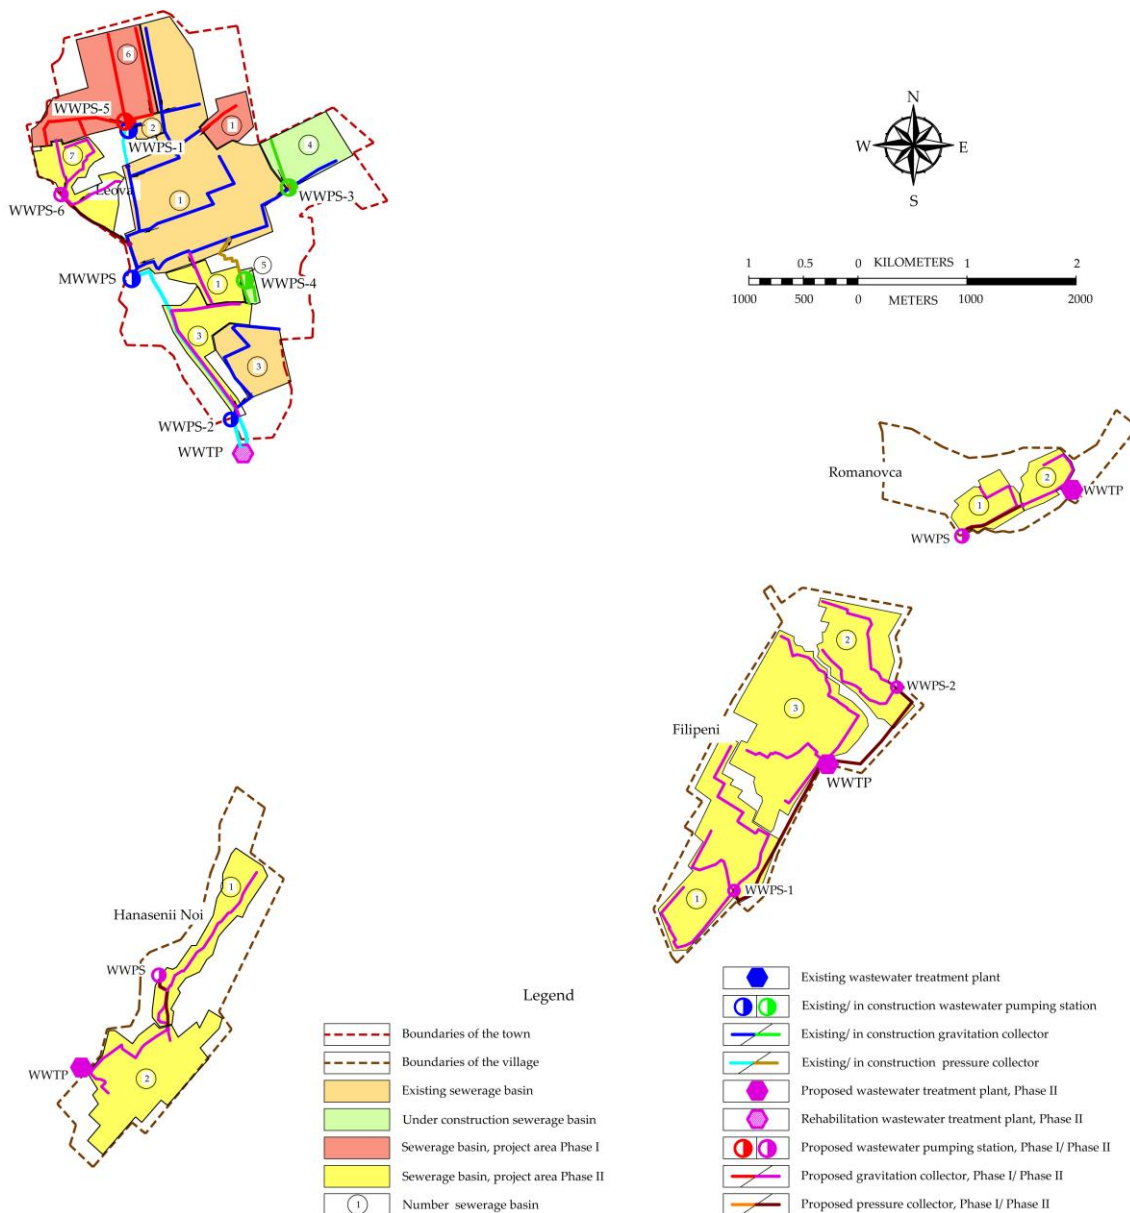 6
WWPS-5
2
1
WWPS-1
4
7
Leova
1
WWPS-6
WWPS-3
MWWPS
5
1
WWPS-4
3
3
WWPS-2
WWTP
N
W
E
S
1 0.5 0 KILOMETERS 1 2
1000 500 0 METERS 1000 2000
Romanovca
2
1
WWTP
WWPS
2
WWPS-2
3
Filipeni
WWTP
WWPS-1
1
1
Hanasenii Noi
WWPS
WWTP
2
Legend
Boundaries of the town
Boundaries of the village
Existing sewerage basin
Under construction sewerage basin
Sewerage basin, project area Phase I
Sewerage basin, project area Phase II
1 Number sewerage basin
Existing wastewater treatment plant
Existing/ in construction wastewater pumping station
Existing/ in construction gravitation collector
Existing/ in construction pressure collector
Proposed wastewater treatment plant, Phase II
Rehabilitation wastewater treatment plant, Phase II
Proposed wastewater pumping station, Phase I/ Phase II
Proposed gravitation collector, Phase I/ Phase II
Proposed pressure collector, Phase I/ Phase II